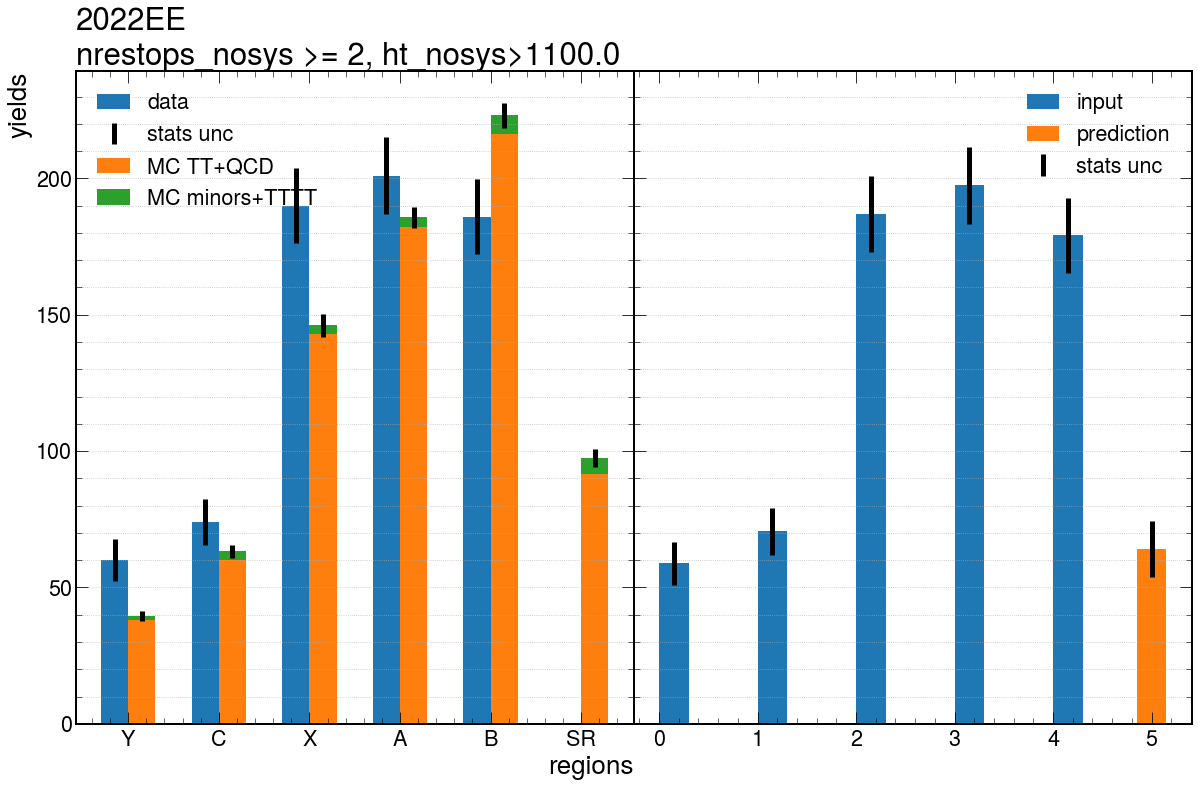 2022EE
nrestops_nosys >= 2, ht_nosys>1100.0
yields
data
stats unc
MC TT+QCD
MC minors+TTTT
input
prediction
stats unc
200
150
100
50
0
Y C X A B SR
0 1 2 3 4 5
regions